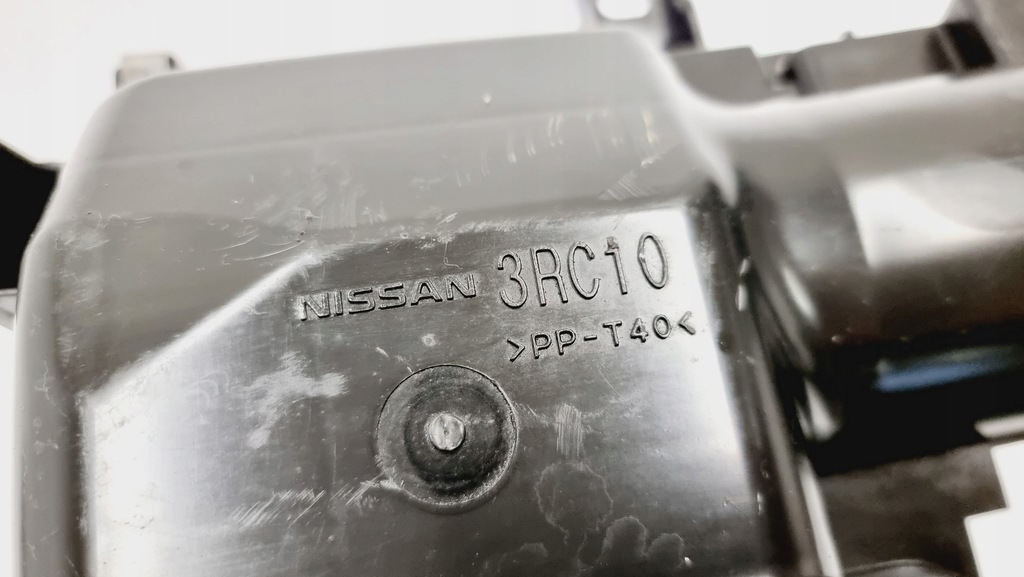 NISSAN 3RC10
>PP-T40<